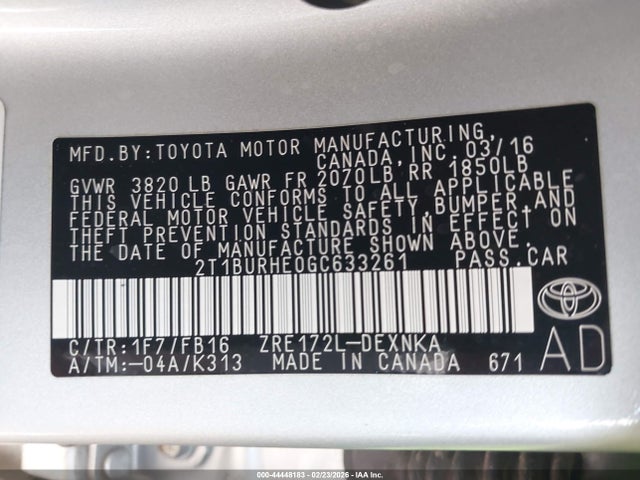 MFD.BY:TOYOTA MOTOR MANUFACTURING,
CANADA,INC. 03/16
GVWR 3820 LB GAWR FR 2070LB RR 1850LB
THIS VEHICLE CONFORMS TO ALL APPLICABLE
FEDERAL MOTOR VEHICLE SAFETY,BUMPER,AND
THEFT PREVENTION STANDARDS IN EFFECT ON
THE DATE OF MANUFACTURE SHOWN ABOVE.
2T1BURHE0GC633261 PASS.CAR
C/TR:1F7/FB16 ZRE172L-DEXNKA
A/TM:-04A/K313 MADE IN CANADA 671
AD
000-44448183 - 02/23/2026 - IAA Inc.